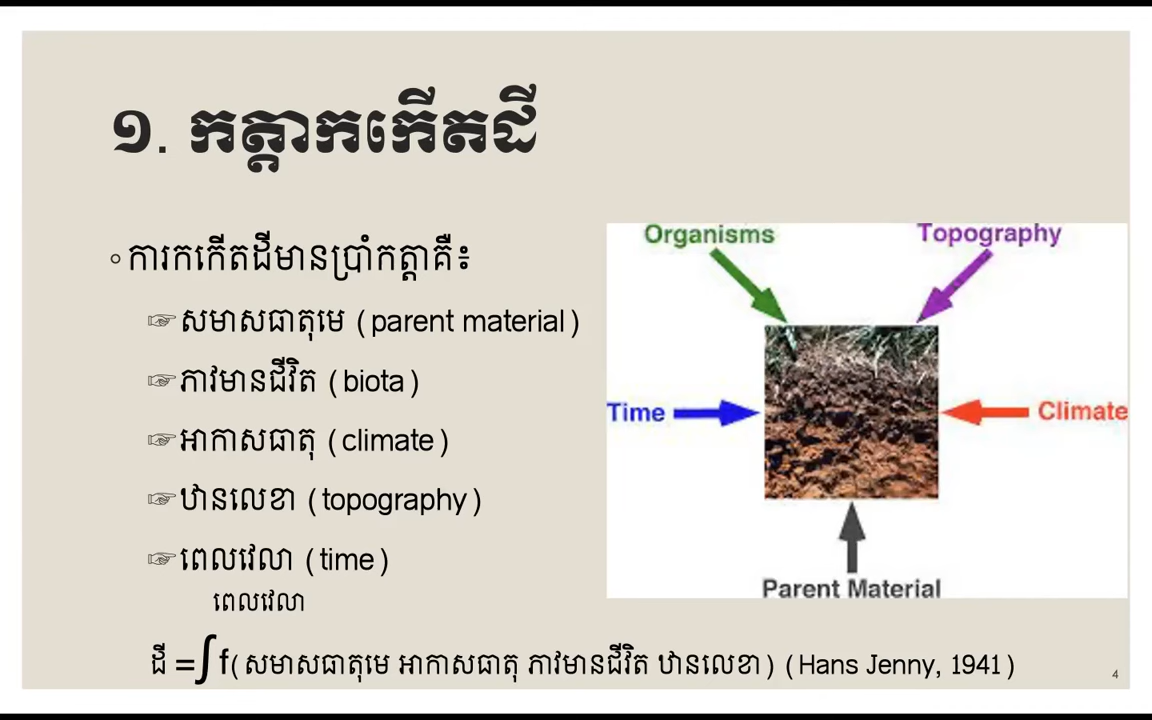 ១. កត្តាកកើតដី
◦ការកកើតដីមានប្រាំកត្តាគឺ៖
☞សមាសធាតុមេ (parent material)
☞ភាវមានជីវិត (biota)
☞អាកាសធាតុ (climate)
☞ឋានលេខា (topography)
☞ពេលវេលា (time)
ពេលវេលា
ដី =∫f(សមាសធាតុមេ អាកាសធាតុ ភាវមានជីវិត ឋានលេខា) (Hans Jenny, 1941)
Organisms
Topography
Time
Climate
Parent Material
4